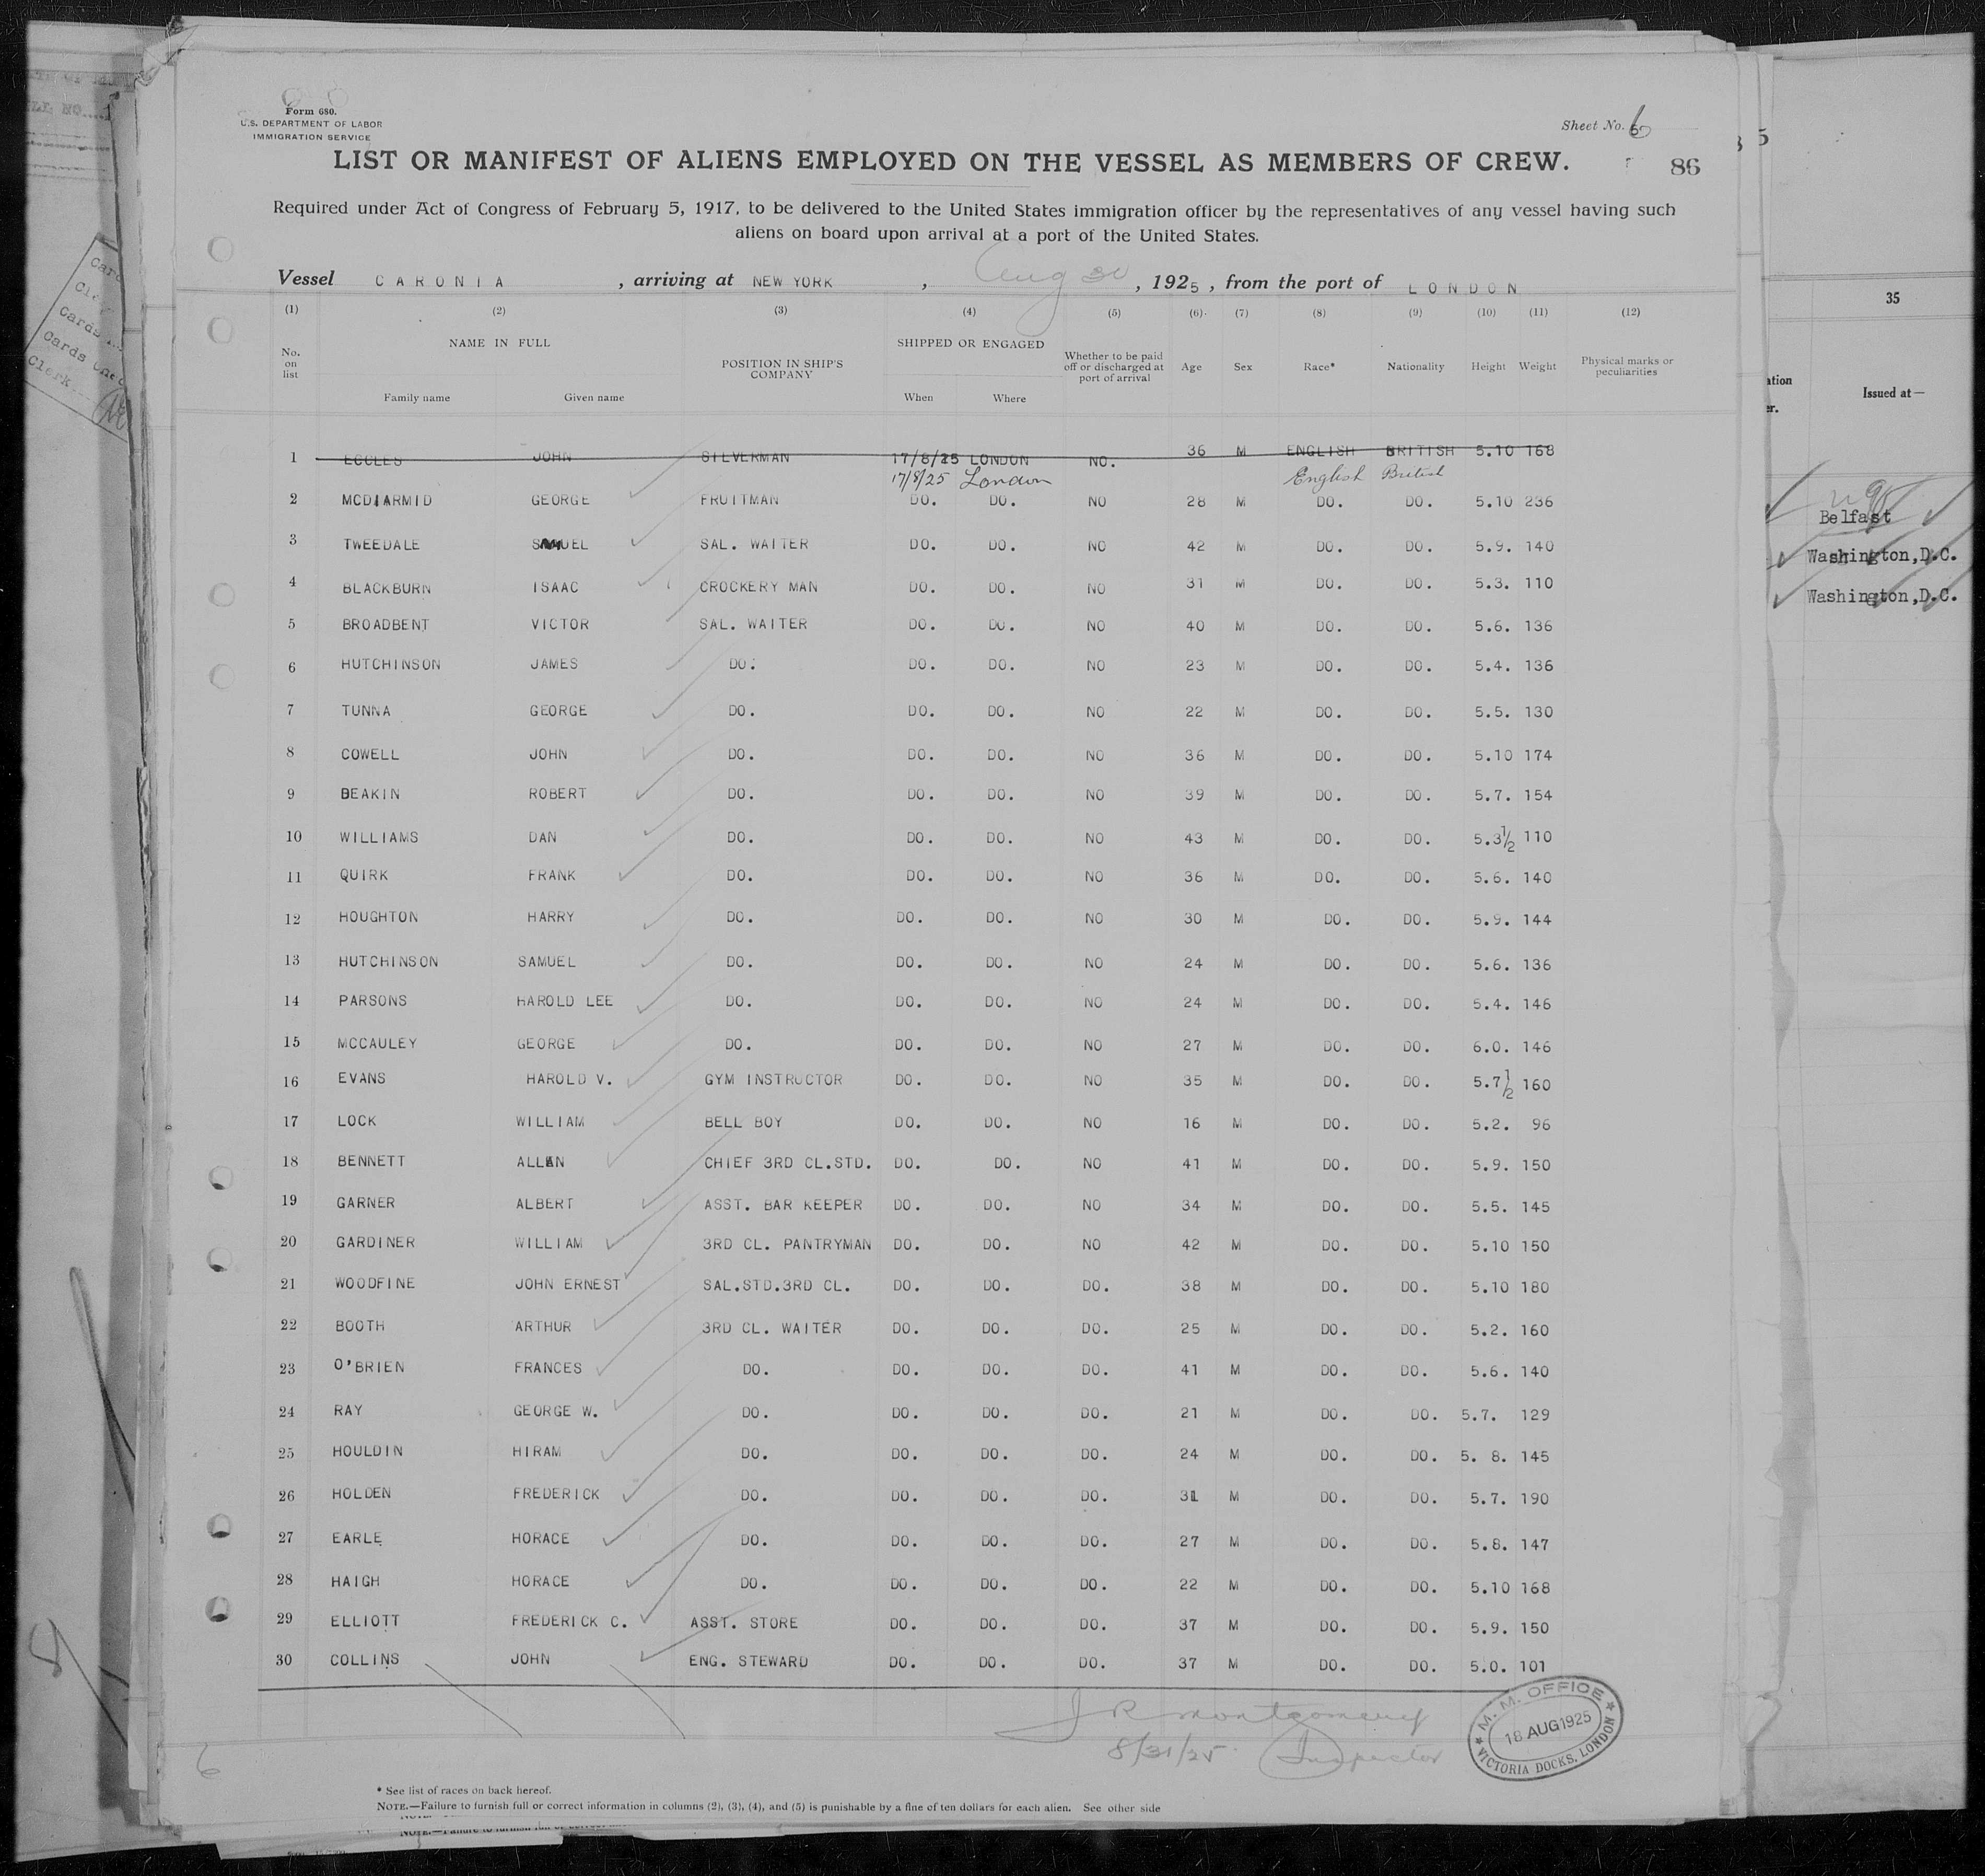 Form 680.
U.S. DEPARTMENT OF LABOR
IMMIGRATION SERVICE
Sheet No. 6
LIST OR MANIFEST OF ALIENS EMPLOYED ON THE VESSEL AS MEMBERS OF CREW.
86
Required under Act of Congress of February 5, 1917, to be delivered to the United States immigration officer by the representatives of any vessel having such
aliens on board upon arrival at a port of the United States.
Vessel CARONIA , arriving at NEW YORK , Aug 30 , 1925 , from the port of LONDON
(1) (2) (3) (4) (5) (6) (7) (8) (9) (10) (11) (12)
No. on list NAME IN FULL Family name Given name POSITION IN SHIP'S COMPANY SHIPPED OR ENGAGED When Where Whether to be paid off or discharged at port of arrival Age Sex Race* Nationality Height Weight Physical marks or peculiarities
1 ECCLES JOHN SILVERMAN 17/8/25 LONDON NO. 36 M ENGLISH BRITISH 5.10 168
17/8/25 London English British
2 MCDIARMID GEORGE FRUITMAN DO. DO. NO 28 M DO. DO. 5.10 236
3 TWEEDALE SAMUEL SAL. WAITER DO. DO. NO 42 M DO. DO. 5.9. 140
4 BLACKBURN ISAAC CROCKERY MAN DO. DO. NO 31 M DO. DO. 5.3. 110
5 BROADBENT VICTOR SAL. WAITER DO. DO. NO 40 M DO. DO. 5.6. 136
6 HUTCHINSON JAMES DO. DO. DO. NO 23 M DO. DO. 5.4. 136
7 TUNNA GEORGE DO. DO. DO. NO 22 M DO. DO. 5.5. 130
8 COWELL JOHN DO. DO. DO. NO 36 M DO. DO. 5.10 174
9 BEAKIN ROBERT DO. DO. DO. NO 39 M DO. DO. 5.7. 154
10 WILLIAMS DAN DO. DO. DO. NO 43 M DO. DO. 5.3½ 110
11 QUIRK FRANK DO. DO. DO. NO 36 M DO. DO. 5.6. 140
12 HOUGHTON HARRY DO. DO. DO. NO 30 M DO. DO. 5.9. 144
13 HUTCHINSON SAMUEL DO. DO. DO. NO 24 M DO. DO. 5.6. 136
14 PARSONS HAROLD LEE DO. DO. DO. NO 24 M DO. DO. 5.4. 146
15 MCCAULEY GEORGE DO. DO. DO. NO 27 M DO. DO. 6.0. 146
16 EVANS HAROLD V. GYM INSTRUCTOR DO. DO. NO 35 M DO. DO. 5.7½ 160
17 LOCK WILLIAM BELL BOY DO. DO. NO 16 M DO. DO. 5.2. 96
18 BENNETT ALLAN CHIEF 3RD CL.STD. DO. DO. NO 41 M DO. DO. 5.9. 150
19 GARNER ALBERT ASST. BAR KEEPER DO. DO. NO 34 M DO. DO. 5.5. 145
20 GARDINER WILLIAM 3RD CL. PANTRYMAN DO. DO. NO 42 M DO. DO. 5.10 150
21 WOODFINE JOHN ERNEST SAL.STD.3RD CL. DO. DO. DO. 38 M DO. DO. 5.10 180
22 BOOTH ARTHUR 3RD CL. WAITER DO. DO. DO. 25 M DO. DO. 5.2. 160
23 O'BRIEN FRANCES DO. DO. DO. DO. 41 M DO. DO. 5.6. 140
24 RAY GEORGE W. DO. DO. DO. DO. 21 M DO. DO. 5.7. 129
25 HOULDIN HIRAM DO. DO. DO. DO. 24 M DO. DO. 5. 8. 145
26 HOLDEN FREDERICK DO. DO. DO. DO. 31 M DO. DO. 5.7. 190
27 EARLE HORACE DO. DO. DO. DO. 27 M DO. DO. 5.8. 147
28 HAIGH HORACE DO. DO. DO. DO. 22 M DO. DO. 5.10 168
29 ELLIOTT FREDERICK C. ASST. STORE DO. DO. DO. 37 M DO. DO. 5.9. 150
30 COLLINS JOHN ENG. STEWARD DO. DO. DO. 37 M DO. DO. 5.0. 101
J R Montgomery
8/31/25 Inspector
M. M. OFFICE
18 AUG 1925
VICTORIA DOCKS, LONDON
6
* See list of races on back hereof.
NOTE.—Failure to furnish full or correct information in columns (2), (3), (4), and (5) is punishable by a fine of ten dollars for each alien. See other side
35
Issued at—
Belfast
Washington, D.C.
Washington, D.C.